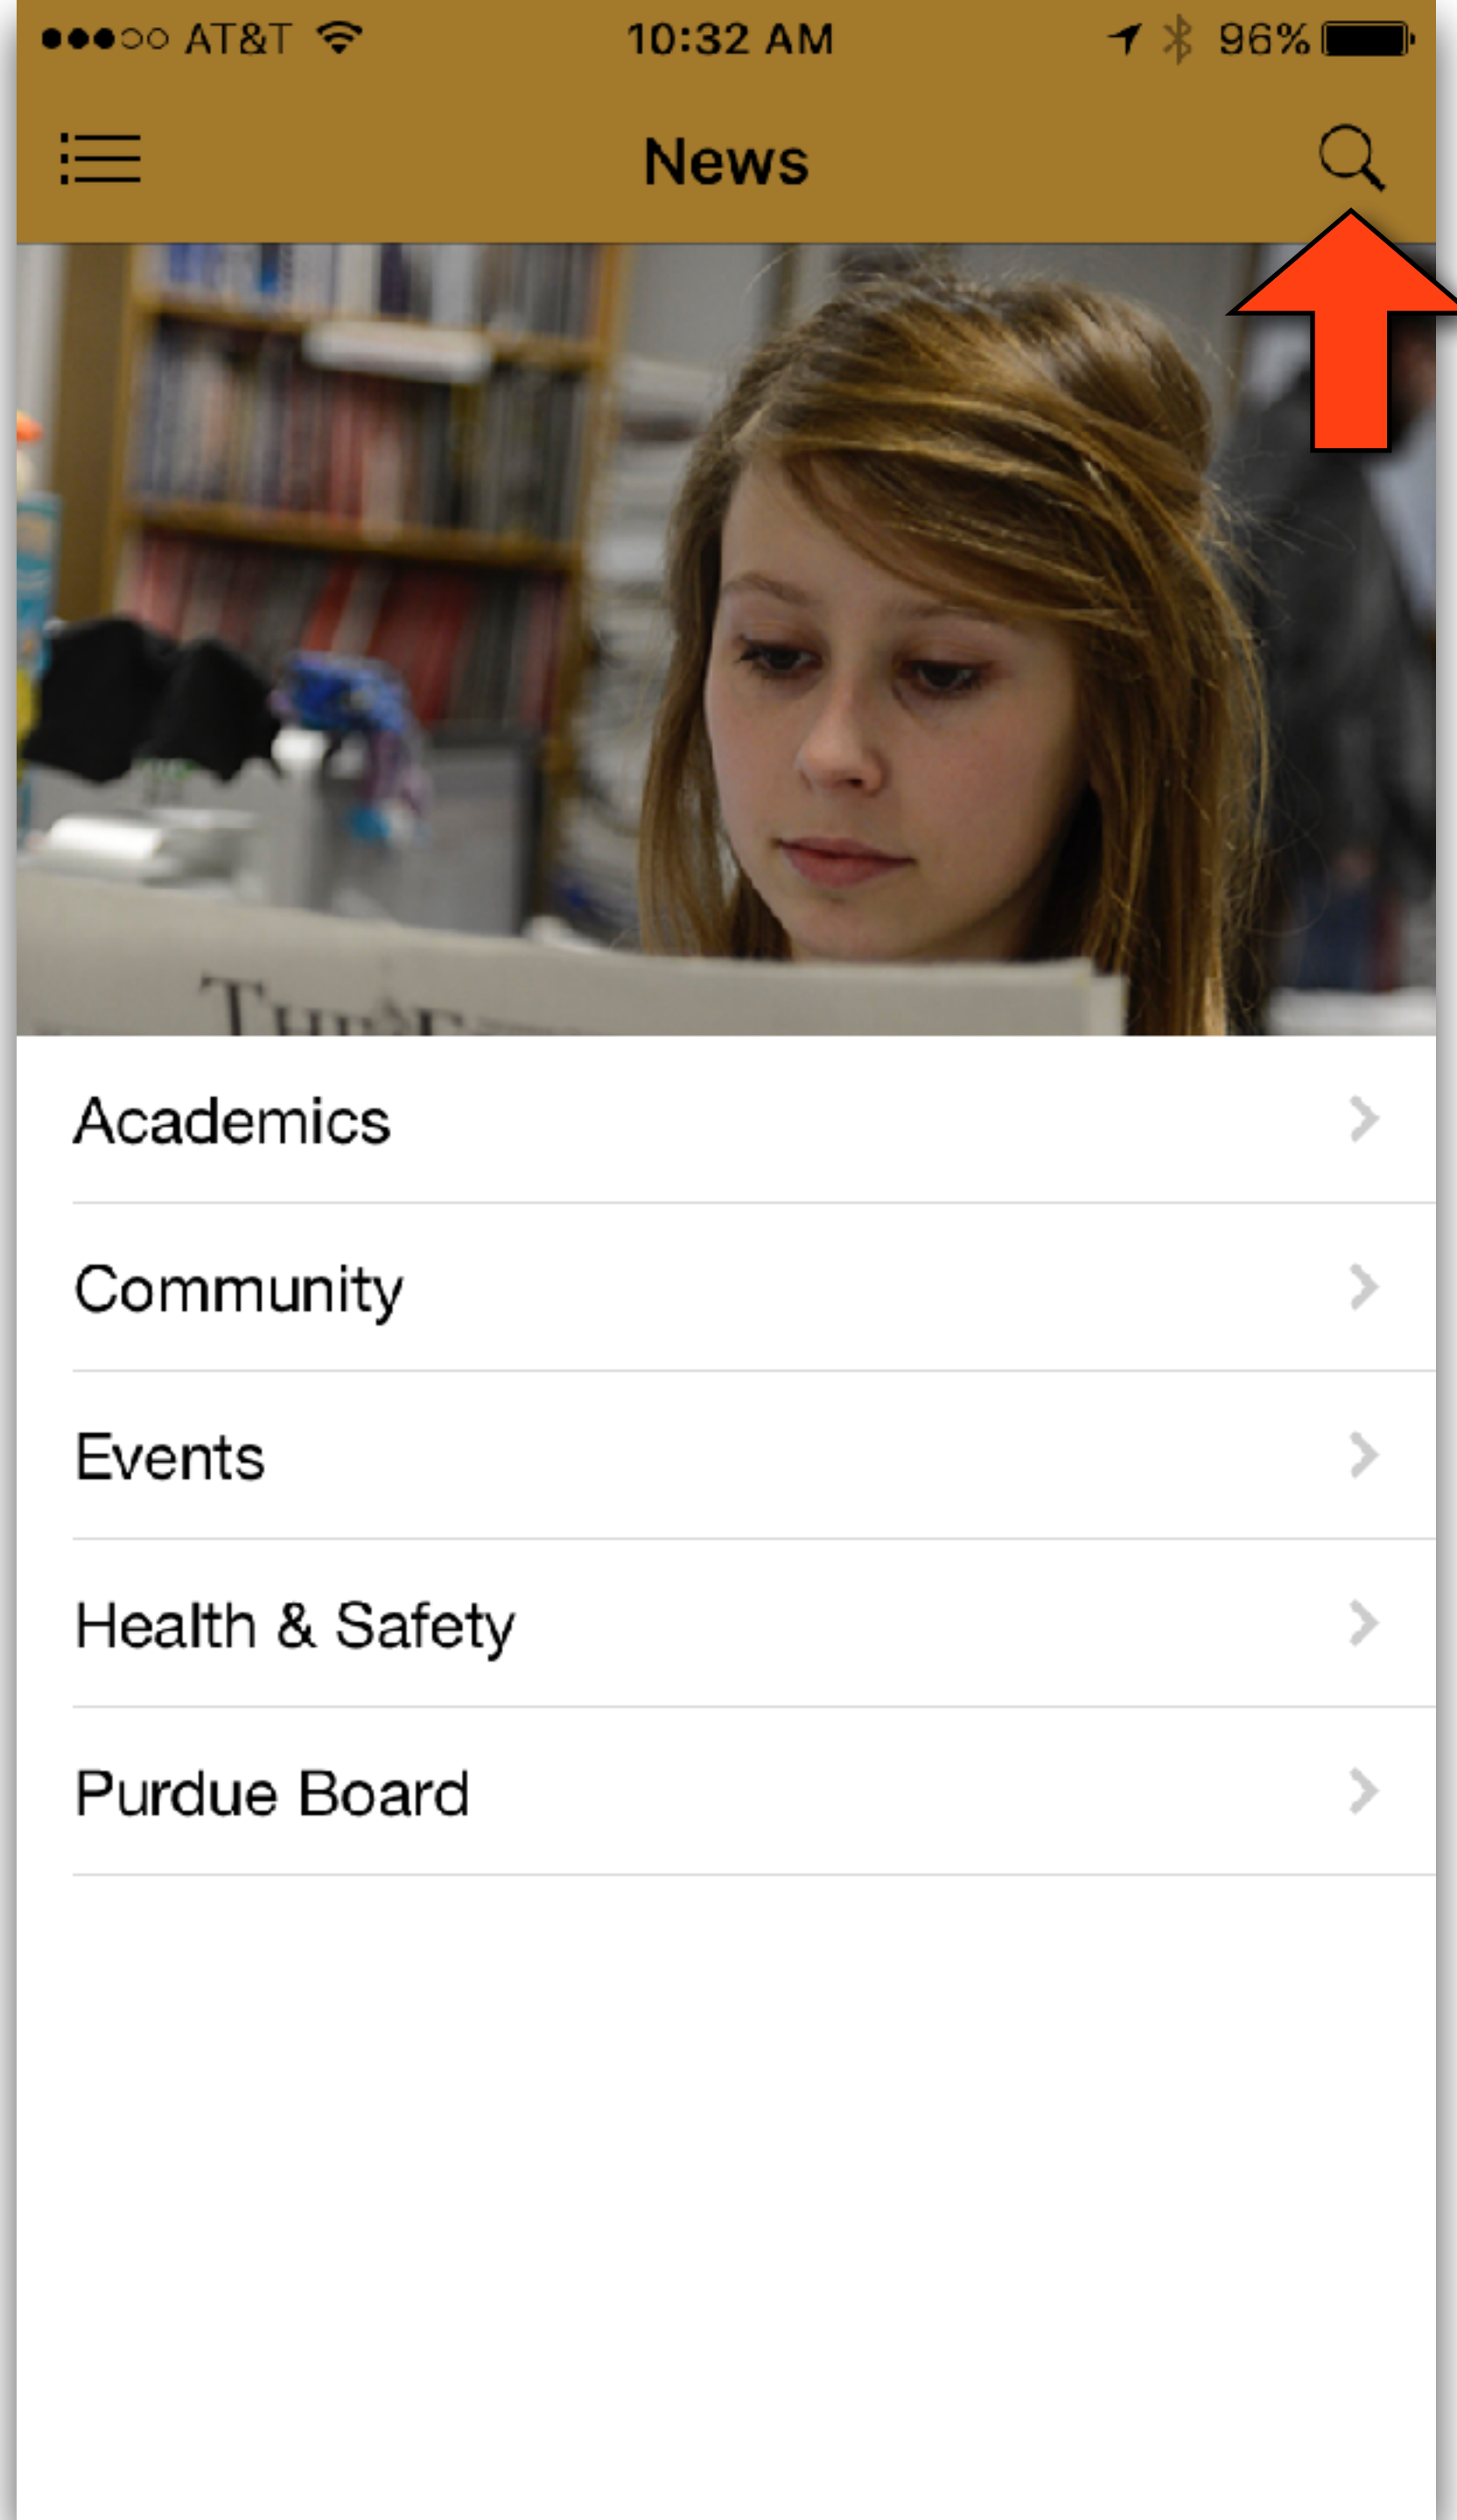 AT&T 10:32 AM 96%
News
Academics
Community
Events
Health & Safety
Purdue Board